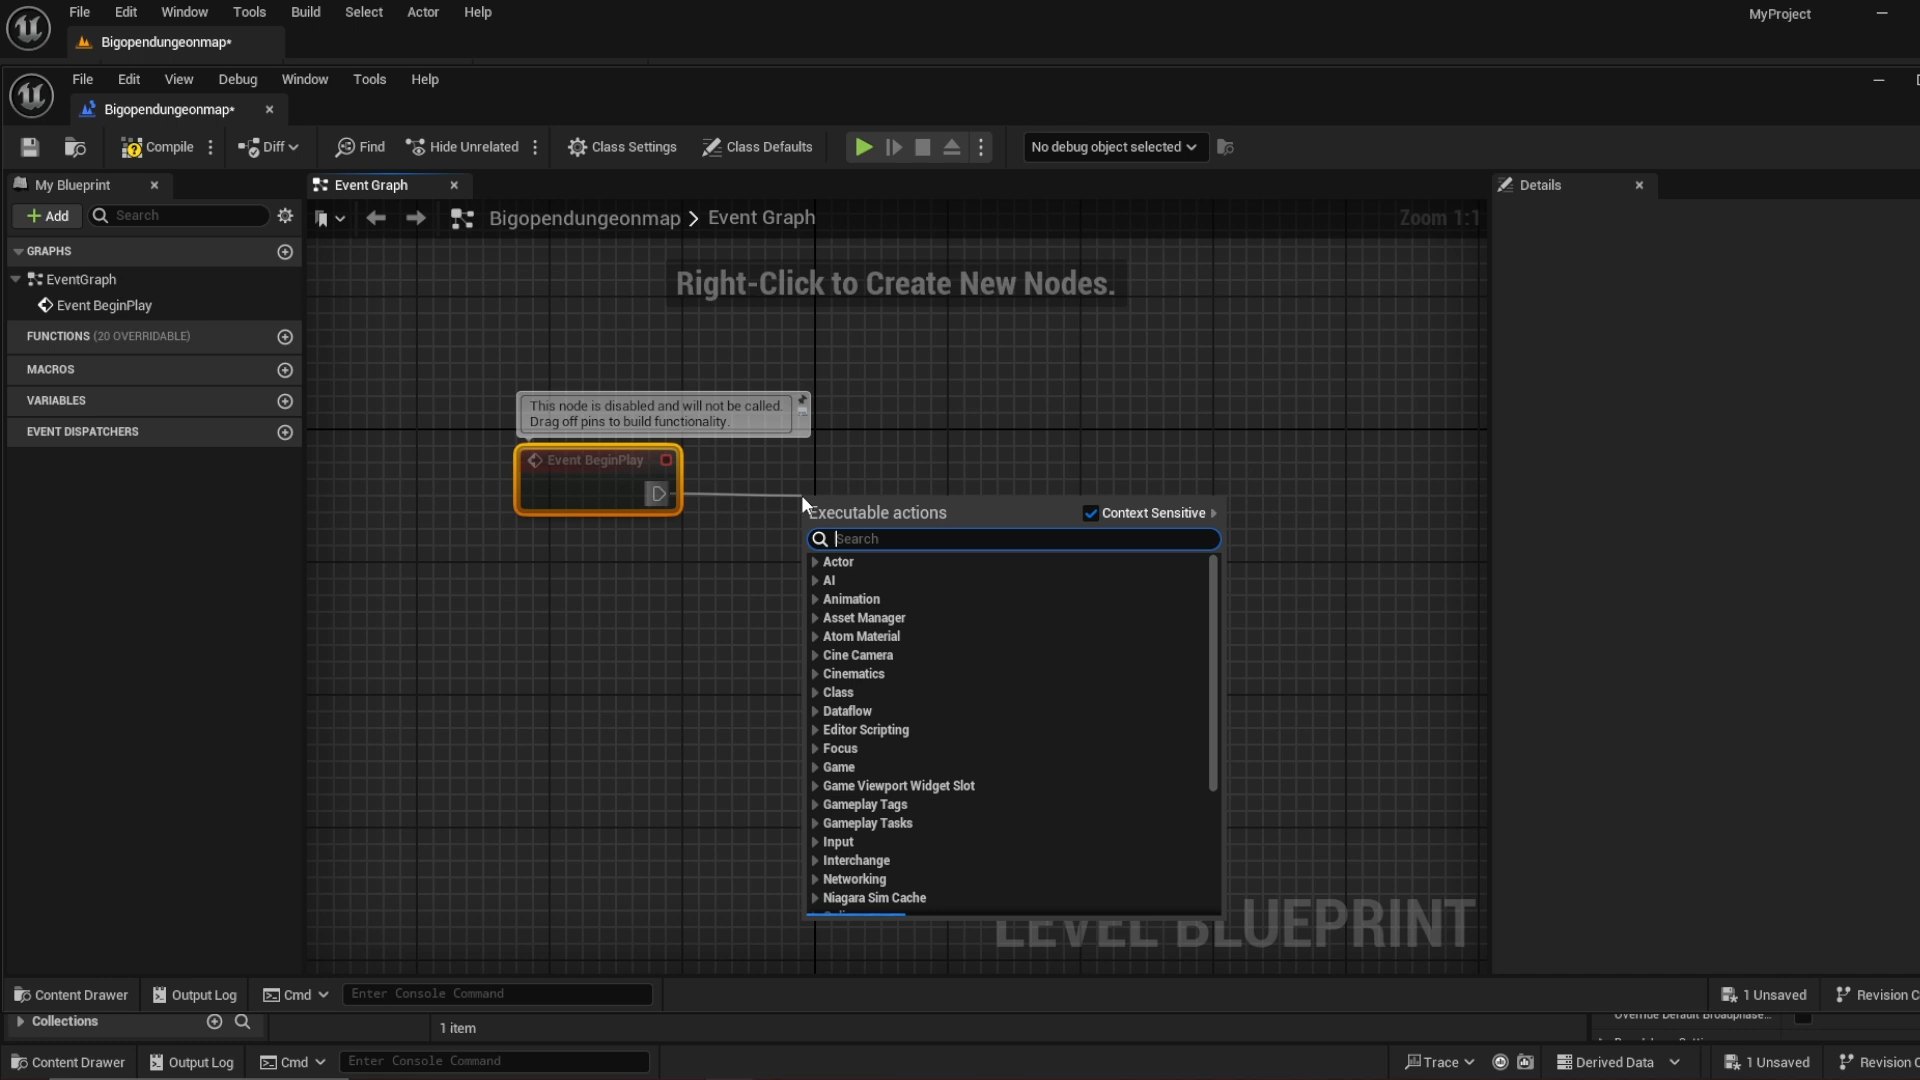 File Edit Window Tools Build Select Actor Help
MyProject
Bigopendungeonmap*
File Edit View Debug Window Tools Help
Bigopendungeonmap*
Compile Diff Find Hide Unrelated Class Settings Class Defaults No debug object selected
My Blueprint
Event Graph
Details
Add Search
Bigopendungeonmap > Event Graph
Zoom 1:1
GRAPHS
EventGraph
Event BeginPlay
FUNCTIONS (20 OVERRIDABLE)
MACROS
VARIABLES
EVENT DISPATCHERS
Right-Click to Create New Nodes.
This node is disabled and will not be called.
Drag off pins to build functionality.
Event BeginPlay
Executable actions
Context Sensitive
Search
Actor
AI
Animation
Asset Manager
Atom Material
Cine Camera
Cinematics
Class
Dataflow
Editor Scripting
Focus
Game
Game Viewport Widget Slot
Gameplay Tags
Gameplay Tasks
Input
Interchange
Networking
Niagara Sim Cache
LEVEL BLUEPRINT
Content Drawer Output Log Cmd Enter Console Command
1 Unsaved Revision C
Collections
1 item
Override Default Broadphase...
Content Drawer Output Log Cmd Enter Console Command
Trace Derived Data 1 Unsaved Revision C